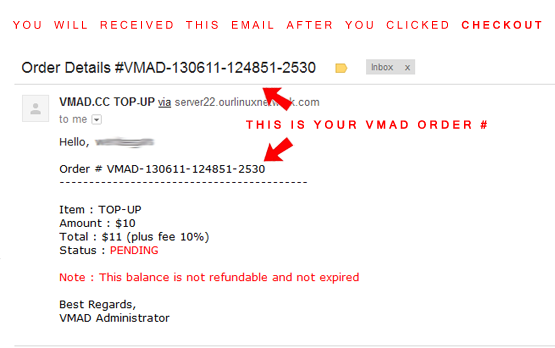 YOU WILL RECEIVED THIS EMAIL AFTER YOU CLICKED CHECKOUT
Order Details #VMAD-130611-124851-2530
Inbox x
VMAD.CC TOP-UP via server22.ourlinuxnetwork.com
to me
THIS IS YOUR VMAD ORDER #
Hello,
Order # VMAD-130611-124851-2530
------------------------------------------
Item : TOP-UP
Amount : $10
Total : $11 (plus fee 10%)
Status : PENDING
Note : This balance is not refundable and not expired
Best Regards,
VMAD Administrator